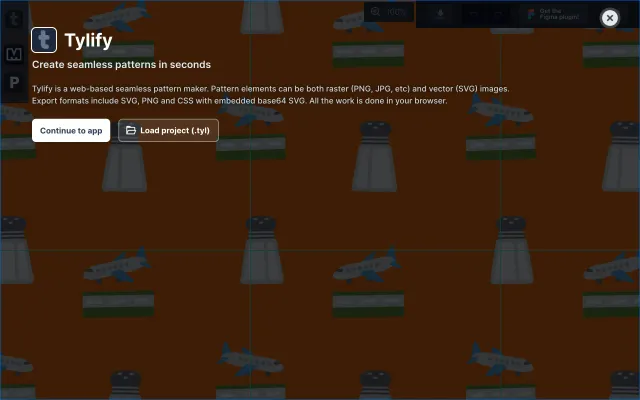 100%
Get the
Figma plugin!
t Tylify
Create seamless patterns in seconds
Tylify is a web-based seamless pattern maker. Pattern elements can be both raster (PNG, JPG, etc) and vector (SVG) images.
Export formats include SVG, PNG and CSS with embedded base64 SVG. All the work is done in your browser.
Continue to app
Load project (.tyl)
t
M
P